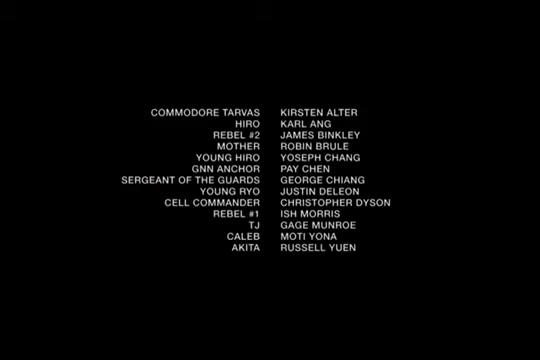 COMMODORE TARVAS KIRSTEN ALTER
HIRO KARL ANG
REBEL #2 JAMES BINKLEY
MOTHER ROBIN BRULE
YOUNG HIRO YOSEPH CHANG
GNN ANCHOR PAY CHEN
SERGEANT OF THE GUARDS GEORGE CHIANG
YOUNG RYO JUSTIN DELEON
CELL COMMANDER CHRISTOPHER DYSON
REBEL #1 ISH MORRIS
TJ GAGE MUNROE
CALEB MOTI YONA
AKITA RUSSELL YUEN